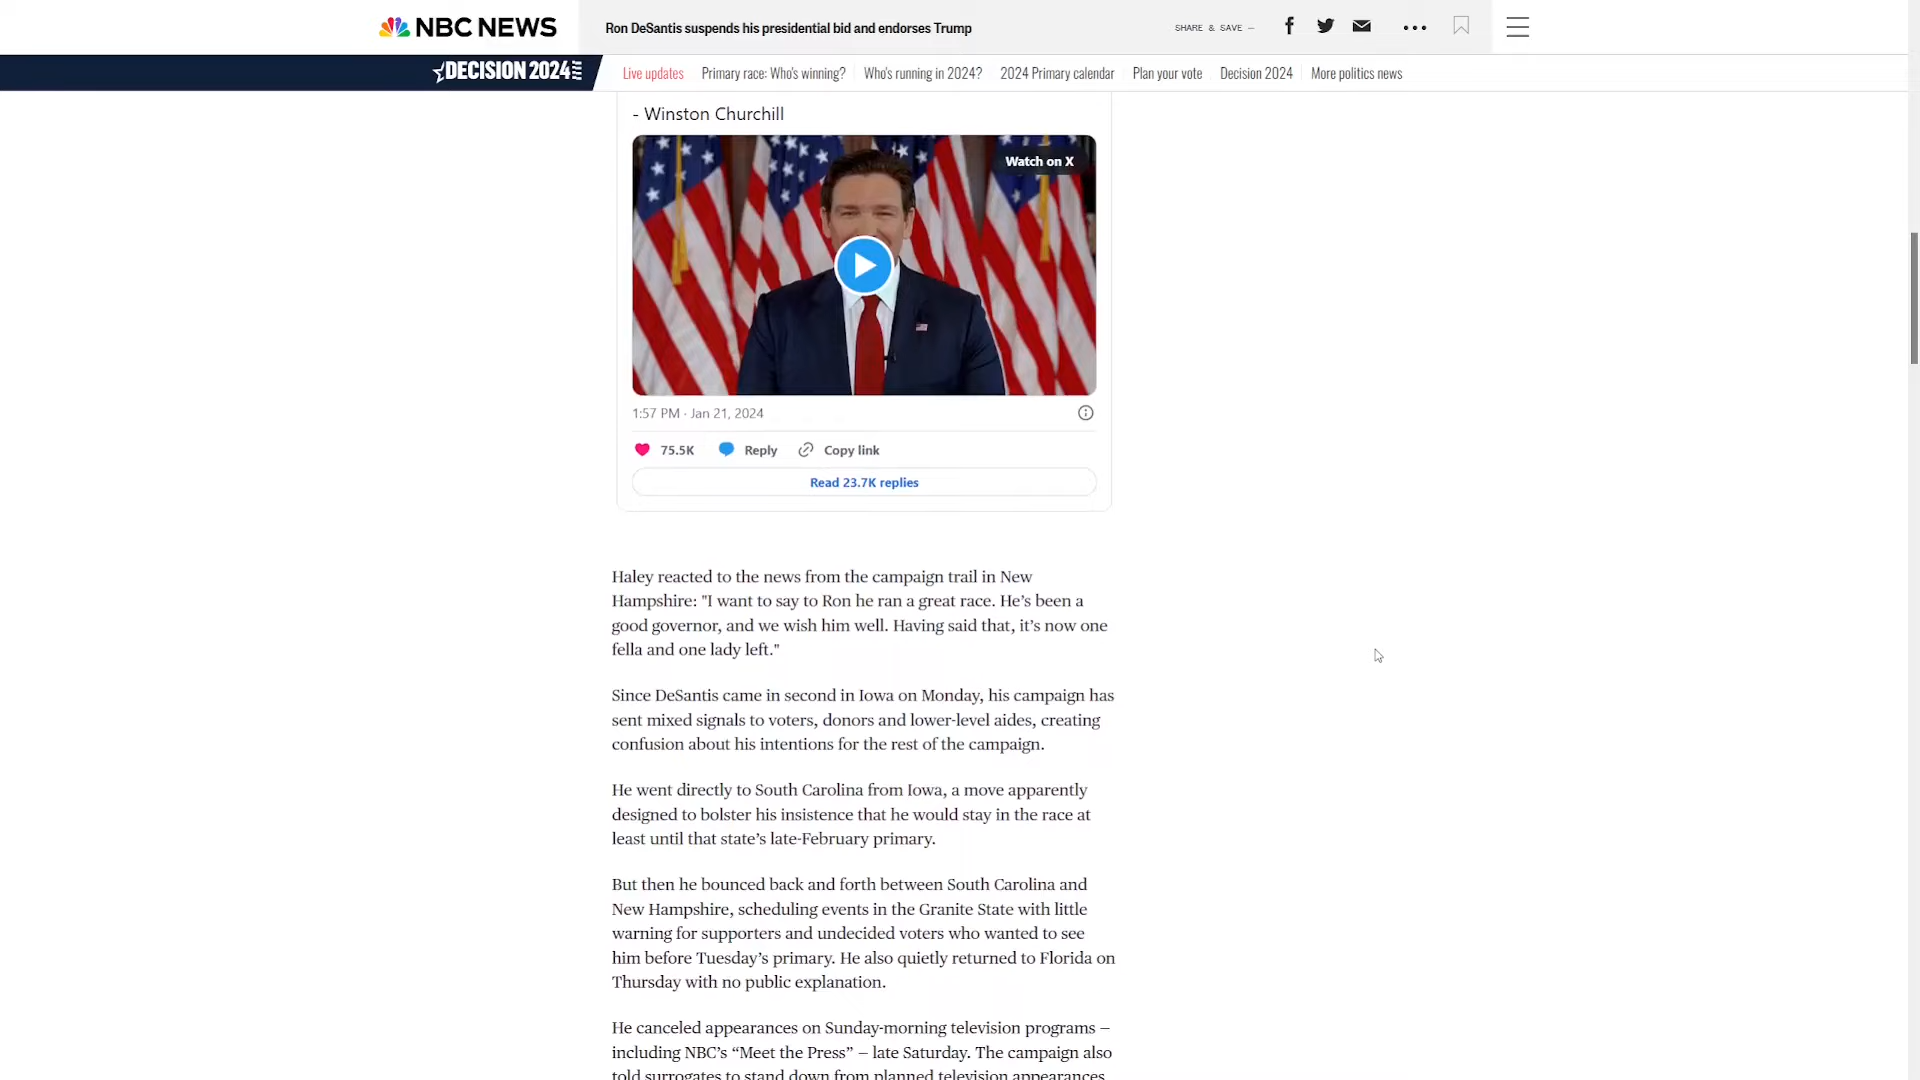 NBC NEWS
Ron DeSantis suspends his presidential bid and endorses Trump
SHARE & SAVE —
DECISION 2024
Live updates
Primary race: Who's winning?
Who's running in 2024?
2024 Primary calendar
Plan your vote
Decision 2024
More politics news
- Winston Churchill
Watch on X
1:57 PM · Jan 21, 2024
75.5K
Reply
Copy link
Read 23.7K replies
Haley reacted to the news from the campaign trail in New
Hampshire: "I want to say to Ron he ran a great race. He’s been a
good governor, and we wish him well. Having said that, it’s now one
fella and one lady left."
Since DeSantis came in second in Iowa on Monday, his campaign has
sent mixed signals to voters, donors and lower-level aides, creating
confusion about his intentions for the rest of the campaign.
He went directly to South Carolina from Iowa, a move apparently
designed to bolster his insistence that he would stay in the race at
least until that state’s late-February primary.
But then he bounced back and forth between South Carolina and
New Hampshire, scheduling events in the Granite State with little
warning for supporters and undecided voters who wanted to see
him before Tuesday’s primary. He also quietly returned to Florida on
Thursday with no public explanation.
He canceled appearances on Sunday-morning television programs —
including NBC’s “Meet the Press” — late Saturday. The campaign also
told surrogates to stand down from planned television appearances